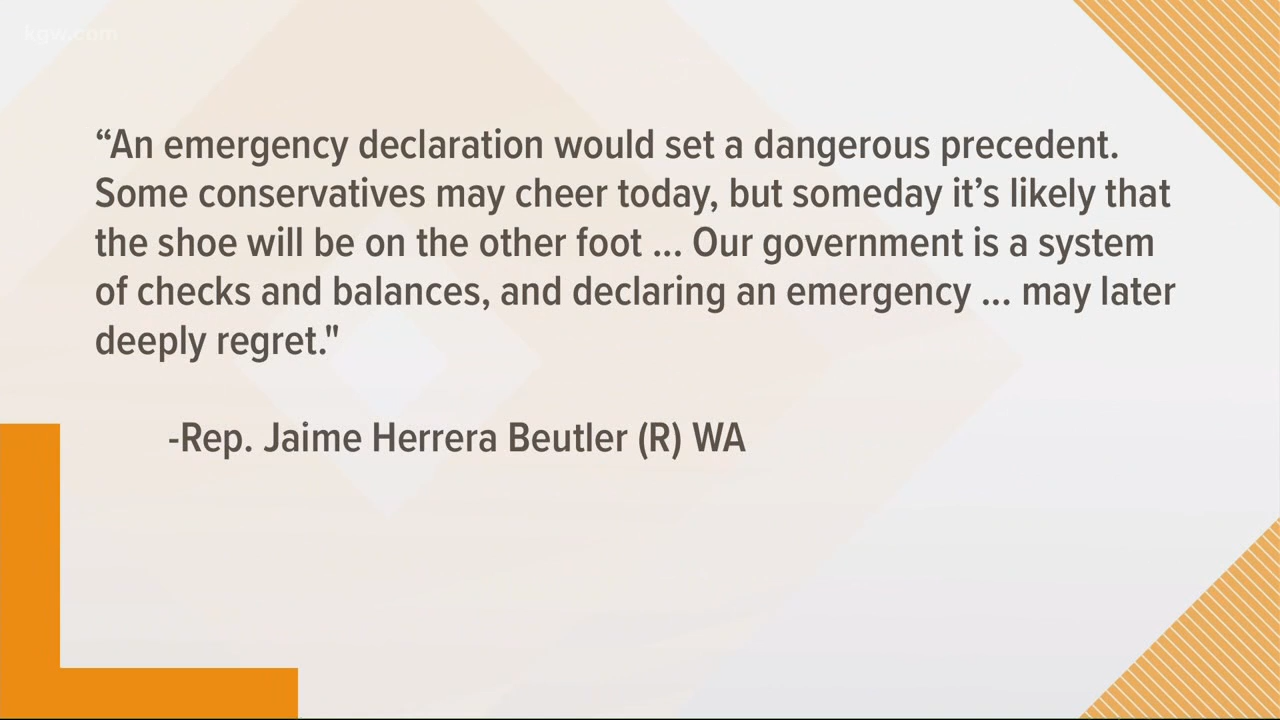 kgw.com
“An emergency declaration would set a dangerous precedent.
Some conservatives may cheer today, but someday it’s likely that
the shoe will be on the other foot ... Our government is a system
of checks and balances, and declaring an emergency ... may later
deeply regret."
-Rep. Jaime Herrera Beutler (R) WA